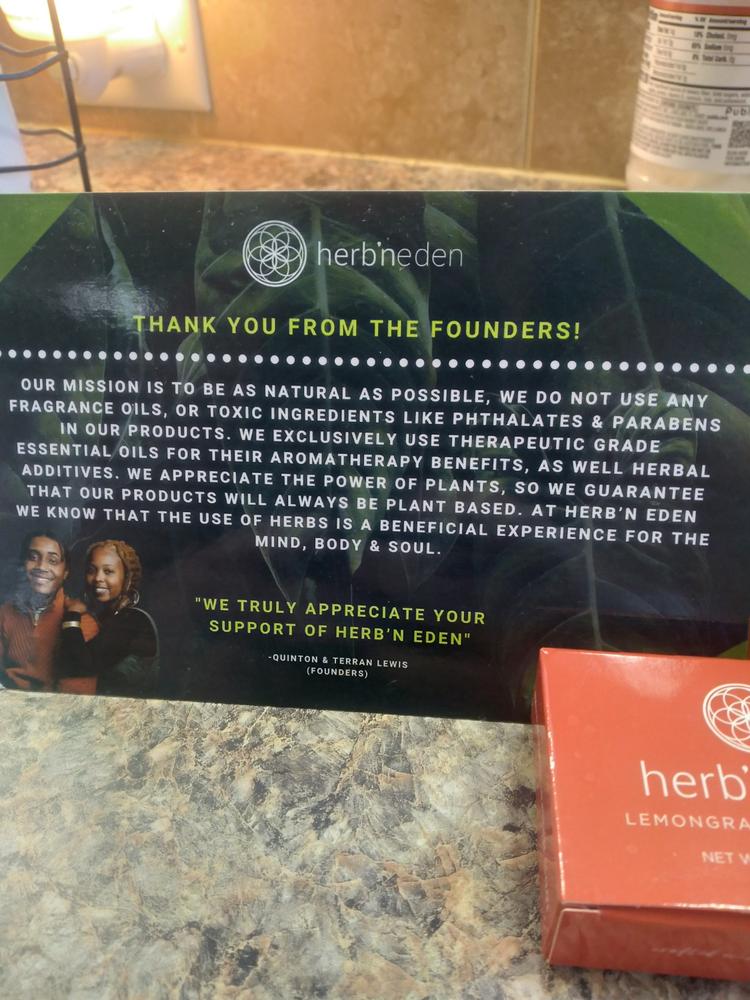 herb'neden
THANK YOU FROM THE FOUNDERS!
OUR MISSION IS TO BE AS NATURAL AS POSSIBLE, WE DO NOT USE ANY
FRAGRANCE OILS, OR TOXIC INGREDIENTS LIKE PHTHALATES & PARABENS
IN OUR PRODUCTS. WE EXCLUSIVELY USE THERAPEUTIC GRADE
ESSENTIAL OILS FOR THEIR AROMATHERAPY BENEFITS, AS WELL HERBAL
ADDITIVES. WE APPRECIATE THE POWER OF PLANTS, SO WE GUARANTEE
THAT OUR PRODUCTS WILL ALWAYS BE PLANT BASED. AT HERB'N EDEN
WE KNOW THAT THE USE OF HERBS IS A BENEFICIAL EXPERIENCE FOR THE
MIND, BODY & SOUL.
"WE TRULY APPRECIATE YOUR
SUPPORT OF HERB'N EDEN"
-QUINTON & TERRAN LEWIS
(FOUNDERS)
herb'
LEMONGRA
NET W